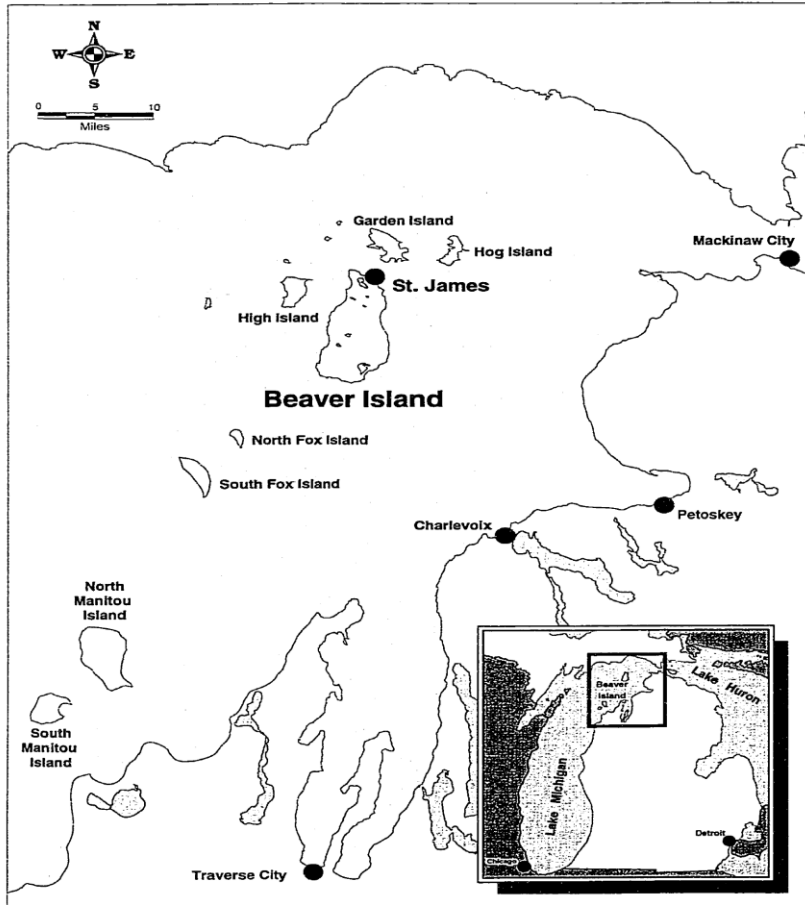 N
W E
S
0 5 10
Miles
Garden Island
Hog Island
Mackinaw City
St. James
High Island
Beaver Island
North Fox Island
South Fox Island
Charlevoix
Petoskey
North
Manitou
Island
South
Manitou
Island
Traverse City
Beaver
Island
Lake Huron
Lake Michigan
Detroit
Chicago